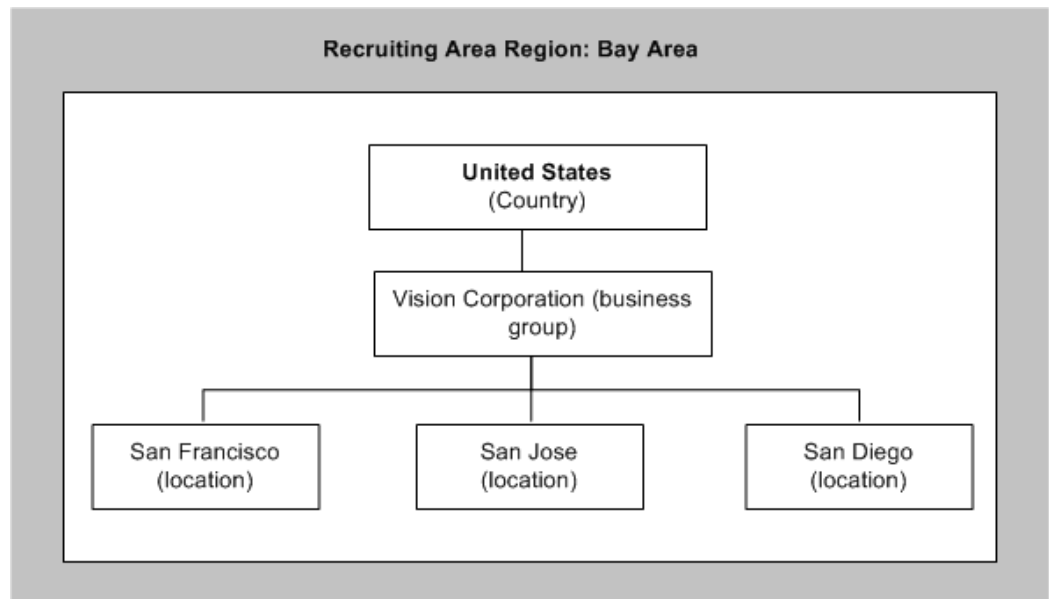 Recruiting Area Region: Bay Area
United States
(Country)
Vision Corporation (business
group)
San Francisco
(location)
San Jose
(location)
San Diego
(location)